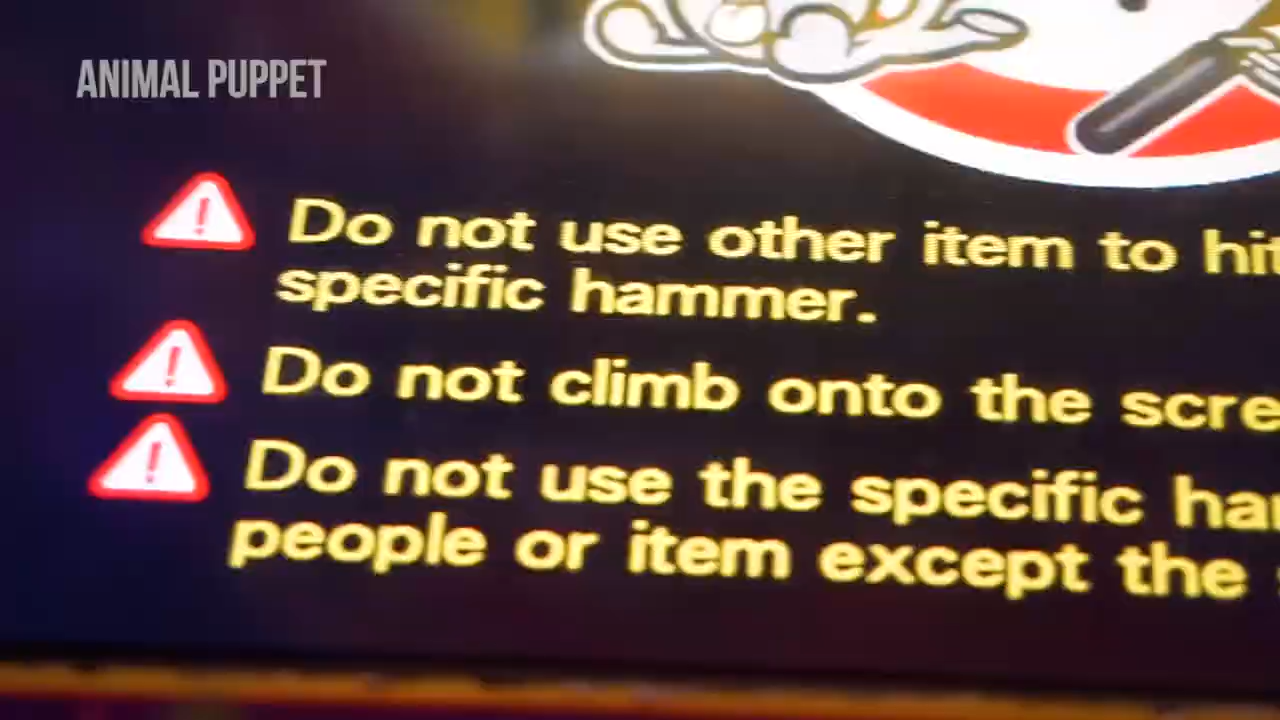 ANIMAL PUPPET
Do not use other item to hit
specific hammer.
Do not climb onto the
Do not use the specific
people or item except the